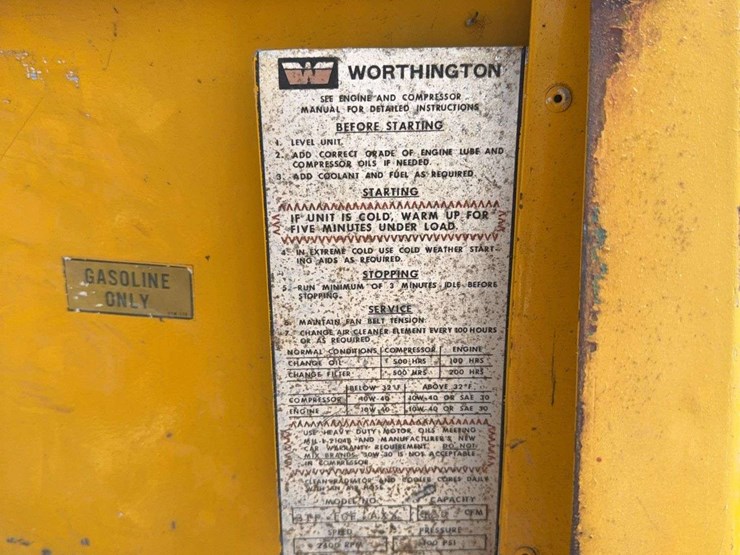 WORTHINGTON
SEE ENGINE AND COMPRESSOR
MANUAL FOR DETAILED INSTRUCTIONS
BEFORE STARTING
1. LEVEL UNIT.
2. ADD CORRECT GRADE OF ENGINE LUBE AND
COMPRESSOR OILS IF NEEDED.
3. ADD COOLANT AND FUEL AS REQUIRED.
STARTING
IF UNIT IS COLD, WARM UP FOR
FIVE MINUTES UNDER LOAD.
4. IN EXTREME COLD USE COLD WEATHER START-
ING AIDS AS REQUIRED.
STOPPING
5. RUN MINIMUM OF 3 MINUTES IDLE BEFORE
STOPPING.
SERVICE
6. MAINTAIN FAN BELT TENSION
7. CHANGE AIR CLEANER ELEMENT EVERY 100 HOURS
OR AS REQUIRED
NORMAL CONDITIONS COMPRESSOR ENGINE
CHANGE OIL 500 HRS 100 HRS
CHANGE FILTER 500 HRS 200 HRS
BELOW 32°F ABOVE 32°F
COMPRESSOR 10W-40 10W-40 OR SAE 30
ENGINE 10W-40 10W-40 OR SAE 30
USE HEAVY DUTY MOTOR OILS MEETING
MIL-L-2104B AND MANUFACTURER'S NEW
CAR WARRANTY REQUIREMENT. DO NOT
MIX BRANDS. 10W-30 IS NOT ACCEPTABLE
IN COMPRESSOR
CLEAN RADIATOR AND COOLER CORES DAILY
WITH AN AIR HOSE
MODEL NO. CAPACITY
CFM
SPEED PRESSURE
2400 RPM 100 PSI
GASOLINE
ONLY